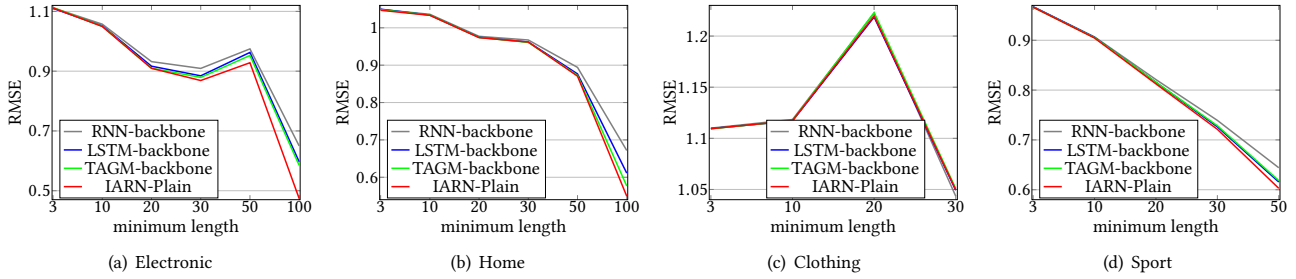 1.1
0.9
0.7
0.5
RMSE
RNN-backbone
LSTM-backbone
TAGM-backbone
IARN-Plain
3 10 20 30 50 100
minimum length
(a) Electronic
1
0.9
0.8
0.7
0.6
RMSE
RNN-backbone
LSTM-backbone
TAGM-backbone
IARN-Plain
3 10 20 30 50 100
minimum length
(b) Home
1.2
1.15
1.1
1.05
RMSE
RNN-backbone
LSTM-backbone
TAGM-backbone
IARN-Plain
3 10 20 30
minimum length
(c) Clothing
0.9
0.8
0.7
0.6
RMSE
RNN-backbone
LSTM-backbone
TAGM-backbone
IARN-Plain
3 10 20 30 50
minimum length
(d) Sport